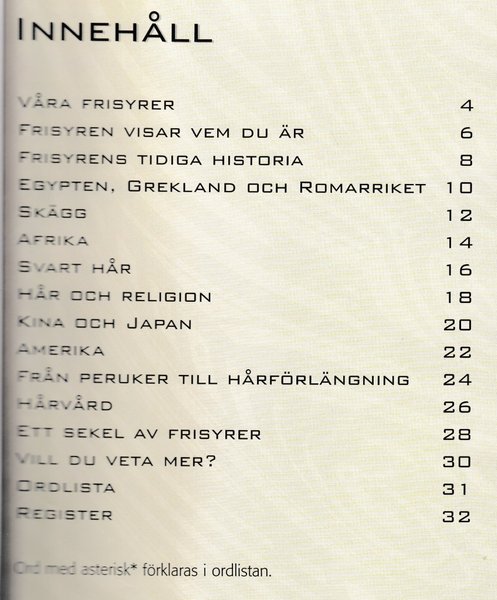 INNEHÅLL
VÅRA FRISYRER 4
FRISYREN VISAR VEM DU ÄR 6
FRISYRENS TIDIGA HISTORIA 8
EGYPTEN, GREKLAND OCH ROMARRIKET 10
SKÄGG 12
AFRIKA 14
SVART HÅR 16
HÅR OCH RELIGION 18
KINA OCH JAPAN 20
AMERIKA 22
FRÅN PERUKER TILL HÅRFÖRLÄNGNING 24
HÅRVÅRD 26
ETT SEKEL AV FRISYRER 28
VILL DU VETA MER? 30
ORDLISTA 31
REGISTER 32
Ord med asterisk* förklaras i ordlistan.